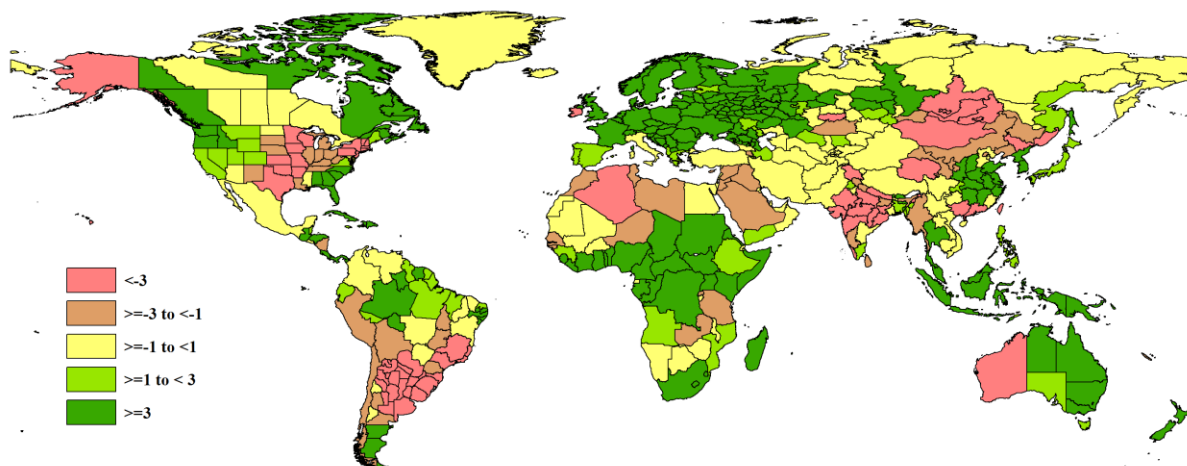 <-3
>=-3 to <-1
>=-1 to <1
>=1 to < 3
>=3